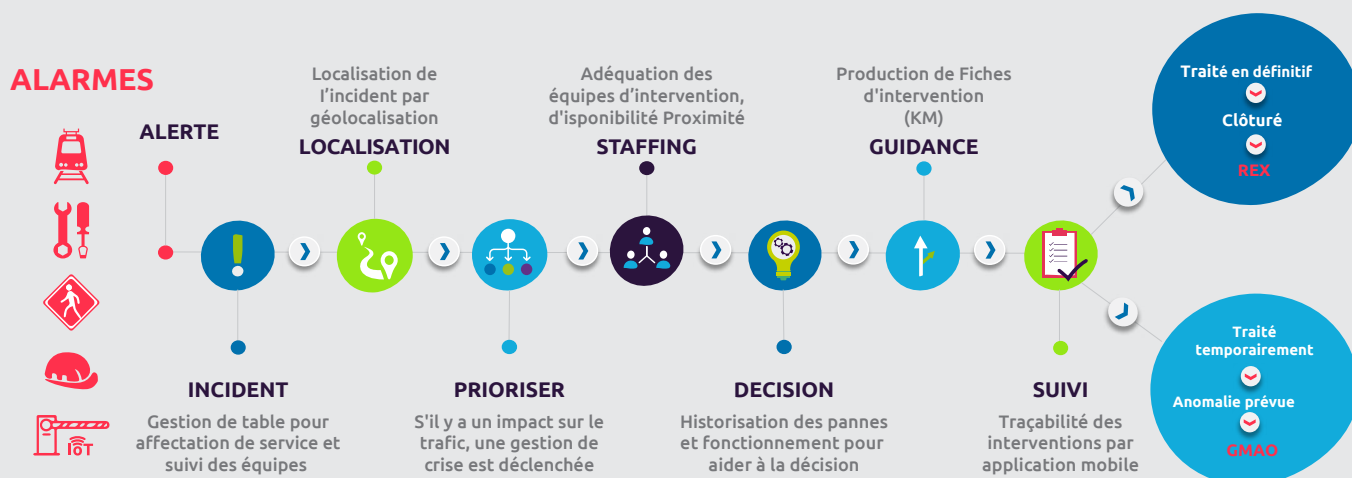 ALARMES
IoT
ALERTE
Localisation de
l'incident par
géolocalisation
LOCALISATION
Adéquation des
équipes d'intervention,
d'isponibilité Proximité
STAFFING
Production de Fiches
d'intervention
(KM)
GUIDANCE
INCIDENT
Gestion de table pour
affectation de service et
suivi des équipes
PRIORISER
S'il y a un impact sur le
trafic, une gestion de
crise est déclenchée
DECISION
Historisation des pannes
et fonctionnement pour
aider à la décision
SUIVI
Traçabilité des
interventions par
application mobile
Traité en définitif
Clôturé
REX
Traité
temporairement
Anomalie prévue
GMAO